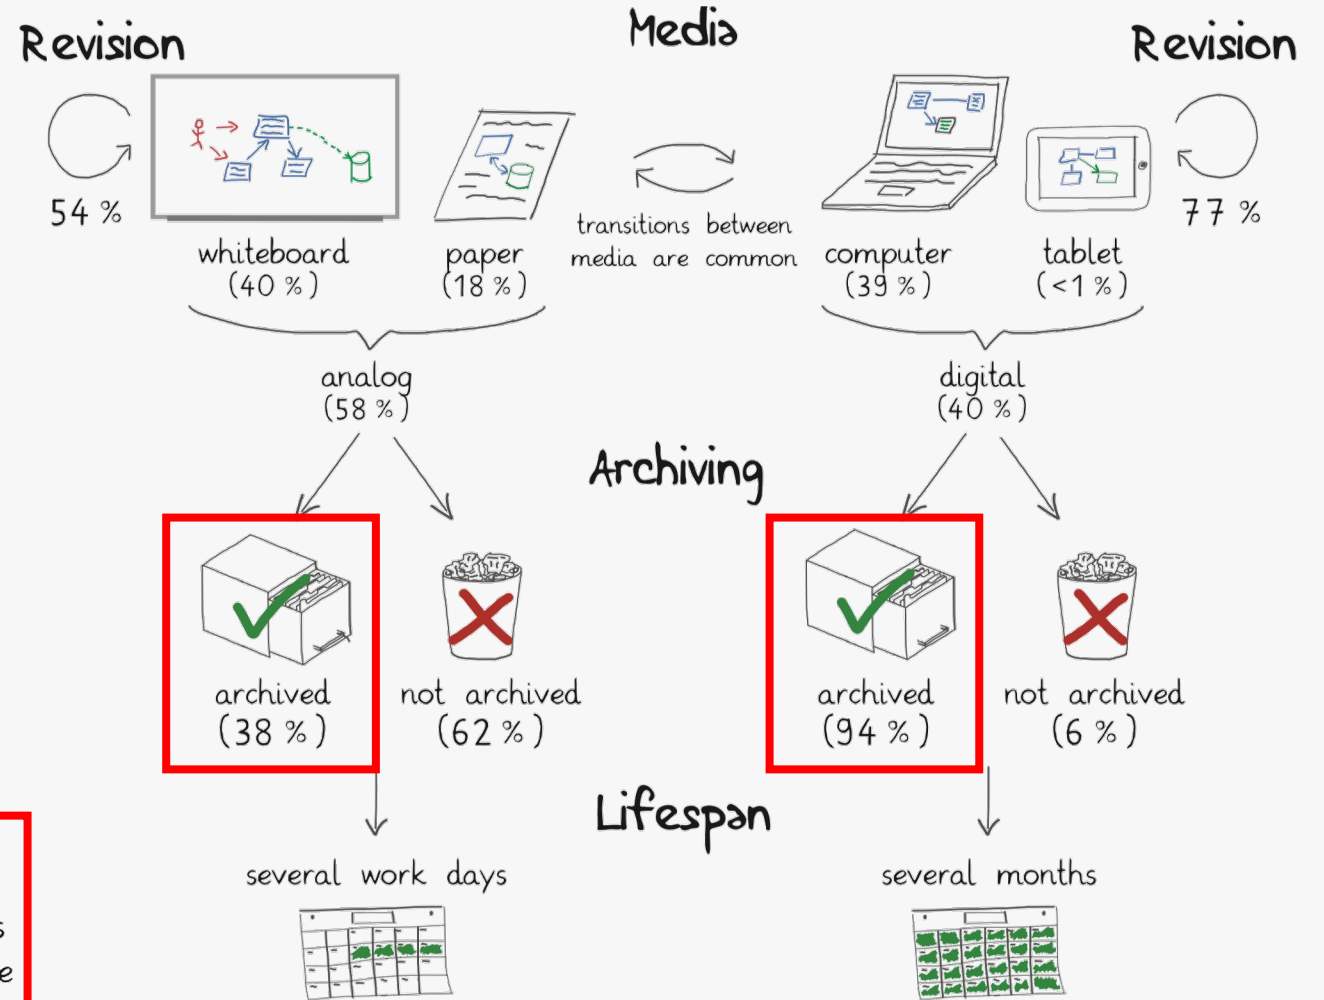 Revision
Media
Revision
54 %
77 %
whiteboard
(40 %)
paper
(18 %)
transitions between
media are common
computer
(39 %)
tablet
(<1 %)
analog
(58 %)
digital
(40 %)
Archiving
archived
(38 %)
not archived
(62 %)
archived
(94 %)
not archived
(6 %)
Lifespan
several work days
several months
s
e